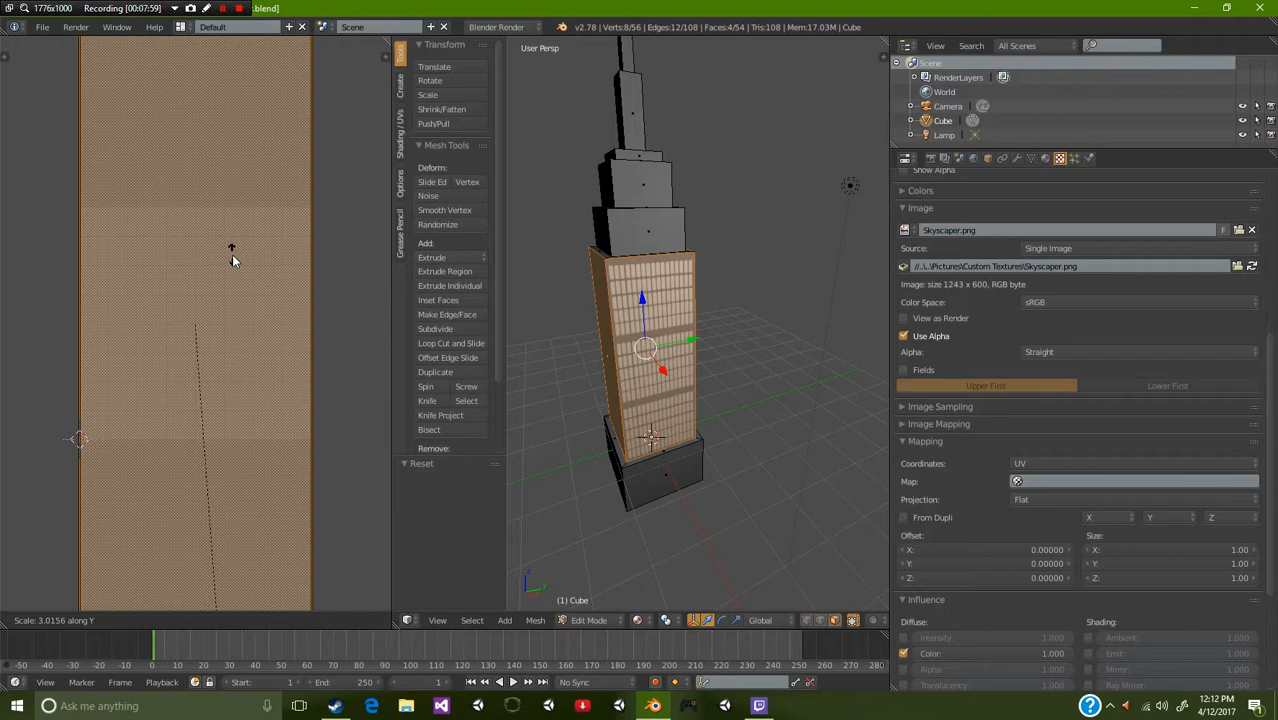 1776x1000 Recording [00:07:59] .blend]
File Render Window Help Default Scene Blender Render v2.78 | Verts:8/56 | Edges:12/108 | Faces:4/54 | Tris:108 | Mem:17.03M | Cube
Tools
Create
Shading / UVs
Options
Grease Pencil
Transform
Translate
Rotate
Scale
Shrink/Fatten
Push/Pull
Mesh Tools
Deform:
Slide Ed Vertex
Noise
Smooth Vertex
Randomize
Add:
Extrude
Extrude Region
Extrude Individual
Inset Faces
Make Edge/Face
Subdivide
Loop Cut and Slide
Offset Edge Slide
Duplicate
Spin Screw
Knife Select
Knife Project
Bisect
Remove:
Reset
User Persp
(1) Cube
View Search All Scenes
Scene
RenderLayers
World
Camera
Cube
Lamp
Show Alpha
Colors
Image
Skyscaper.png F
Source: Single Image
//..\..\Pictures\Custom Textures\Skyscaper.png
Image: size 1243 x 600, RGB byte
Color Space: sRGB
View as Render
Use Alpha
Alpha: Straight
Fields
Upper First Lower First
Image Sampling
Image Mapping
Mapping
Coordinates: UV
Map:
Projection: Flat
From Dupli X Y Z
Offset: Size:
X: 0.00000 X: 1.00
Y: 0.00000 Y: 1.00
Z: 0.00000 Z: 1.00
Influence
Diffuse: Shading:
Intensity: 1.000 Ambient: 1.000
Color: 1.000 Emit: 1.000
Alpha: 1.000 Mirror: 1.000
Translucency: 1.000 Ray Mirror: 1.000
Scale: 3.0156 along Y
View Select Add Mesh Edit Mode Global
-50 -40 -30 -20 -10 0 10 20 30 40 50 60 70 80 90 100 110 120 130 140 150 160 170 180 190 200 210 220 230 240 250 260 270 280
View Marker Frame Playback Start: 1 End: 250 1 No Sync
Ask me anything
12:12 PM
4/12/2017